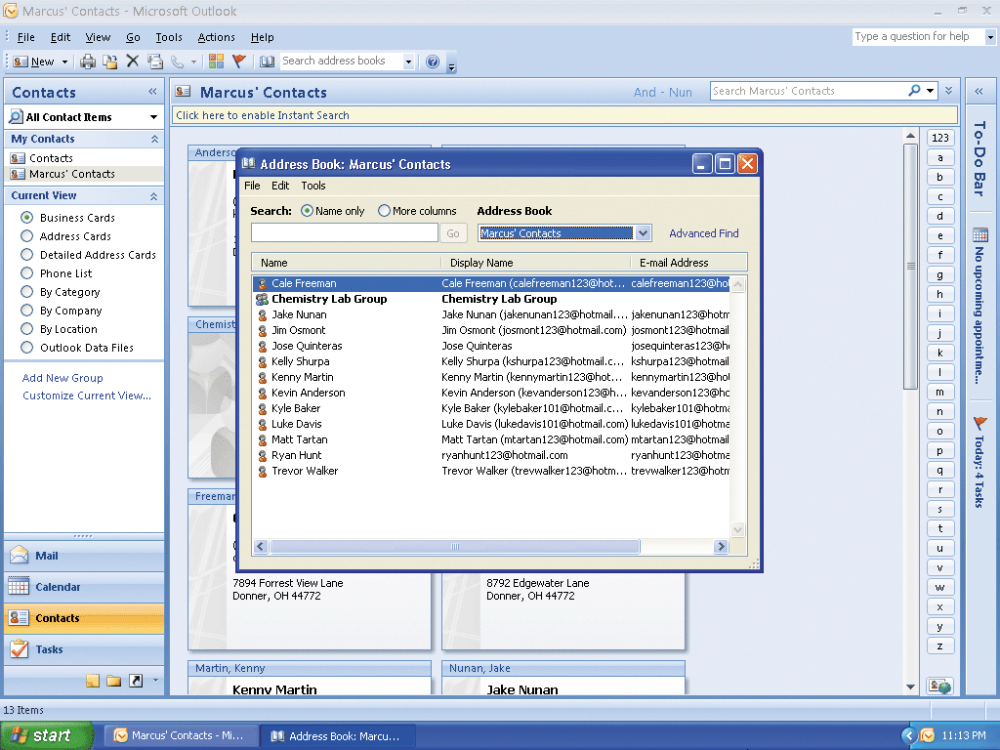 Marcus' Contacts - Microsoft Outlook
File Edit View Go Tools Actions Help
Type a question for help
New
Search address books
Contacts
All Contact Items
My Contacts
Contacts
Marcus' Contacts
Current View
Business Cards
Address Cards
Detailed Address Cards
Phone List
By Category
By Company
By Location
Outlook Data Files
Add New Group
Customize Current View...
Mail
Calendar
Contacts
Tasks
Marcus' Contacts
And - Nun
Search Marcus' Contacts
Click here to enable Instant Search
Anderso
Chemist
Freeman
Address Book: Marcus' Contacts
File Edit Tools
Search: Name only More columns Address Book
Go Marcus' Contacts Advanced Find
Name Display Name E-mail Address
Cale Freeman Cale Freeman (calefreeman123@hot... calefreeman123@hot
Chemistry Lab Group Chemistry Lab Group
Jake Nunan Jake Nunan (jakenunan123@hotmail.... jakenunan123@hotm
Jim Osmont Jim Osmont (josmont123@hotmail.com) josmont123@hotmail
Jose Quinteras Jose Quinteras josequinteras123@h
Kelly Shurpa Kelly Shurpa (kshurpa123@hotmail.c... kshurpa123@hotmail
Kenny Martin Kenny Martin (kennymartin123@hot... kennymartin123@ho
Kevin Anderson Kevin Anderson (kevanderson123@h... kevanderson123@ho
Kyle Baker Kyle Baker (kylebaker101@hotmail.c... kylebaker101@hotm
Luke Davis Luke Davis (lukedavis101@hotmail.com) lukedavis101@hotm
Matt Tartan Matt Tartan (mtartan123@hotmail.com) mtartan123@hotmail
Ryan Hunt ryanhunt123@hotmail.com ryanhunt123@hotma
Trevor Walker Trevor Walker (trevwalker123@hotm... trevwalker123@hotm
7894 Forrest View Lane
Donner, OH 44772
8792 Edgewater Lane
Donner, OH 44772
Martin, Kenny
Kenny Martin
Nunan, Jake
Jake Nunan
123
a
b
c
d
e
f
g
h
i
j
k
l
m
n
o
p
q
r
s
t
u
v
w
x
y
z
To-Do Bar
No upcoming appointme...
Today: 4 Tasks
13 Items
start
Marcus' Contacts - Mi...
Address Book: Marcu...
11:13 PM